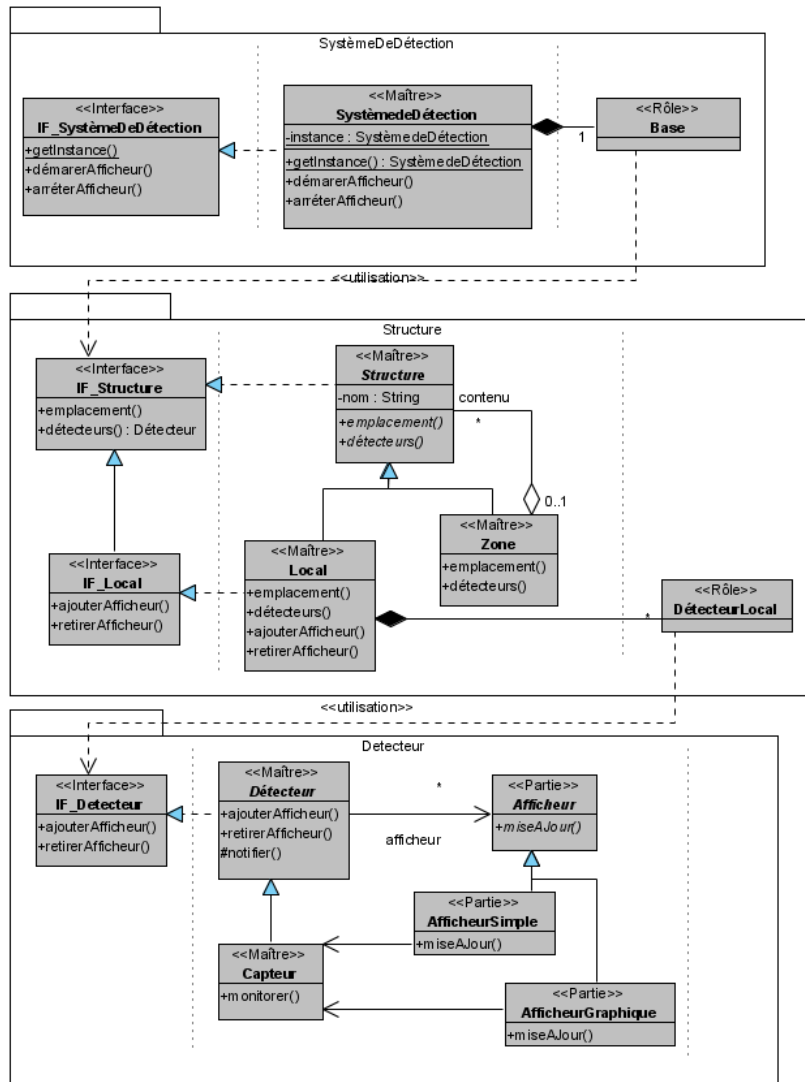 SystèmeDeDétection
<<Interface>>
IF_SystèmeDeDétection
+getInstance()
+démarerAfficheur()
+arréterAfficheur()
<<Maître>>
SystèmedeDétection
-instance : SystèmedeDétection
+getInstance() : SystèmedeDétection
+démarerAfficheur()
+arréterAfficheur()
1
<<Rôle>>
Base
<<utilisation>>
Structure
<<Interface>>
IF_Structure
+emplacement()
+détecteurs() : Détecteur
<<Maître>>
Structure
-nom : String
+emplacement()
+détecteurs()
contenu
*
0..1
<<Interface>>
IF_Local
+ajouterAfficheur()
+retirerAfficheur()
<<Maître>>
Local
+emplacement()
+détecteurs()
+ajouterAfficheur()
+retirerAfficheur()
<<Maître>>
Zone
+emplacement()
+détecteurs()
*
<<Rôle>>
DétecteurLocal
<<utilisation>>
Detecteur
<<Interface>>
IF_Detecteur
+ajouterAfficheur()
+retirerAfficheur()
<<Maître>>
Détecteur
+ajouterAfficheur()
+retirerAfficheur()
#notifier()
*
afficheur
<<Partie>>
Afficheur
+miseAJour()
<<Partie>>
AfficheurSimple
+miseAJour()
<<Maître>>
Capteur
+monitorer()
<<Partie>>
AfficheurGraphique
+miseAJour()